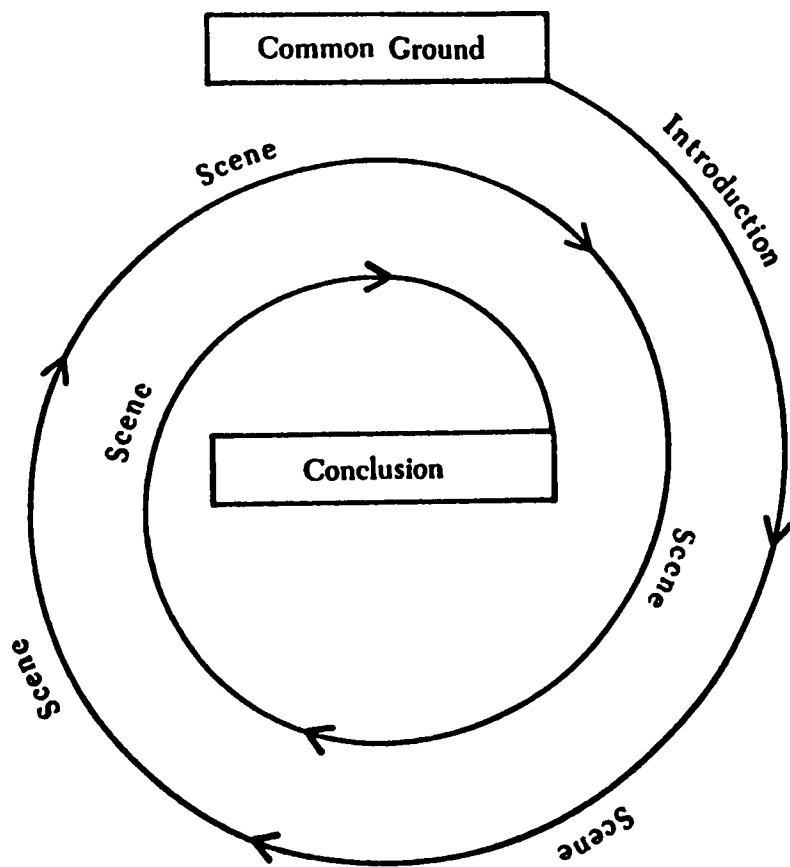 Common Ground
Introduction
Scene
Scene
Scene
Scene
Scene
Conclusion